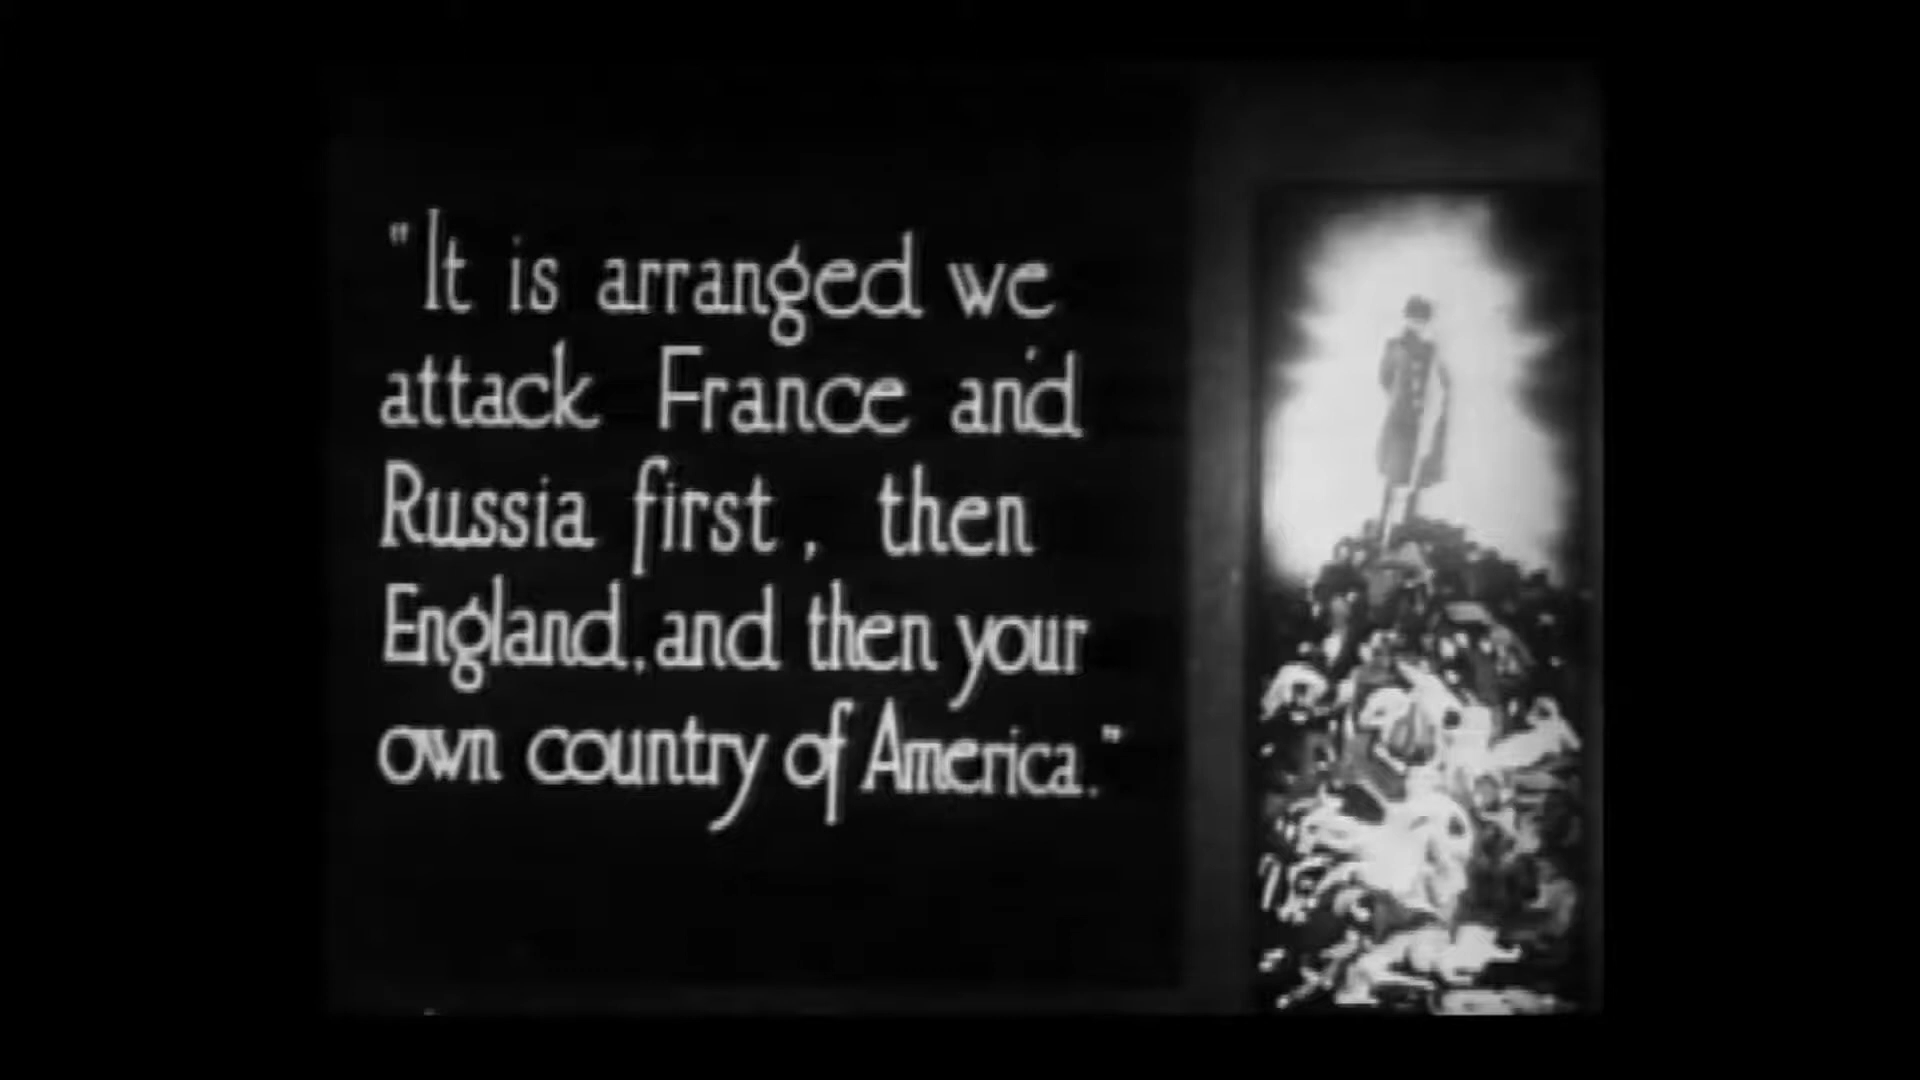 "It is arranged we
attack France and
Russia first, then
England, and then your
own country of America."